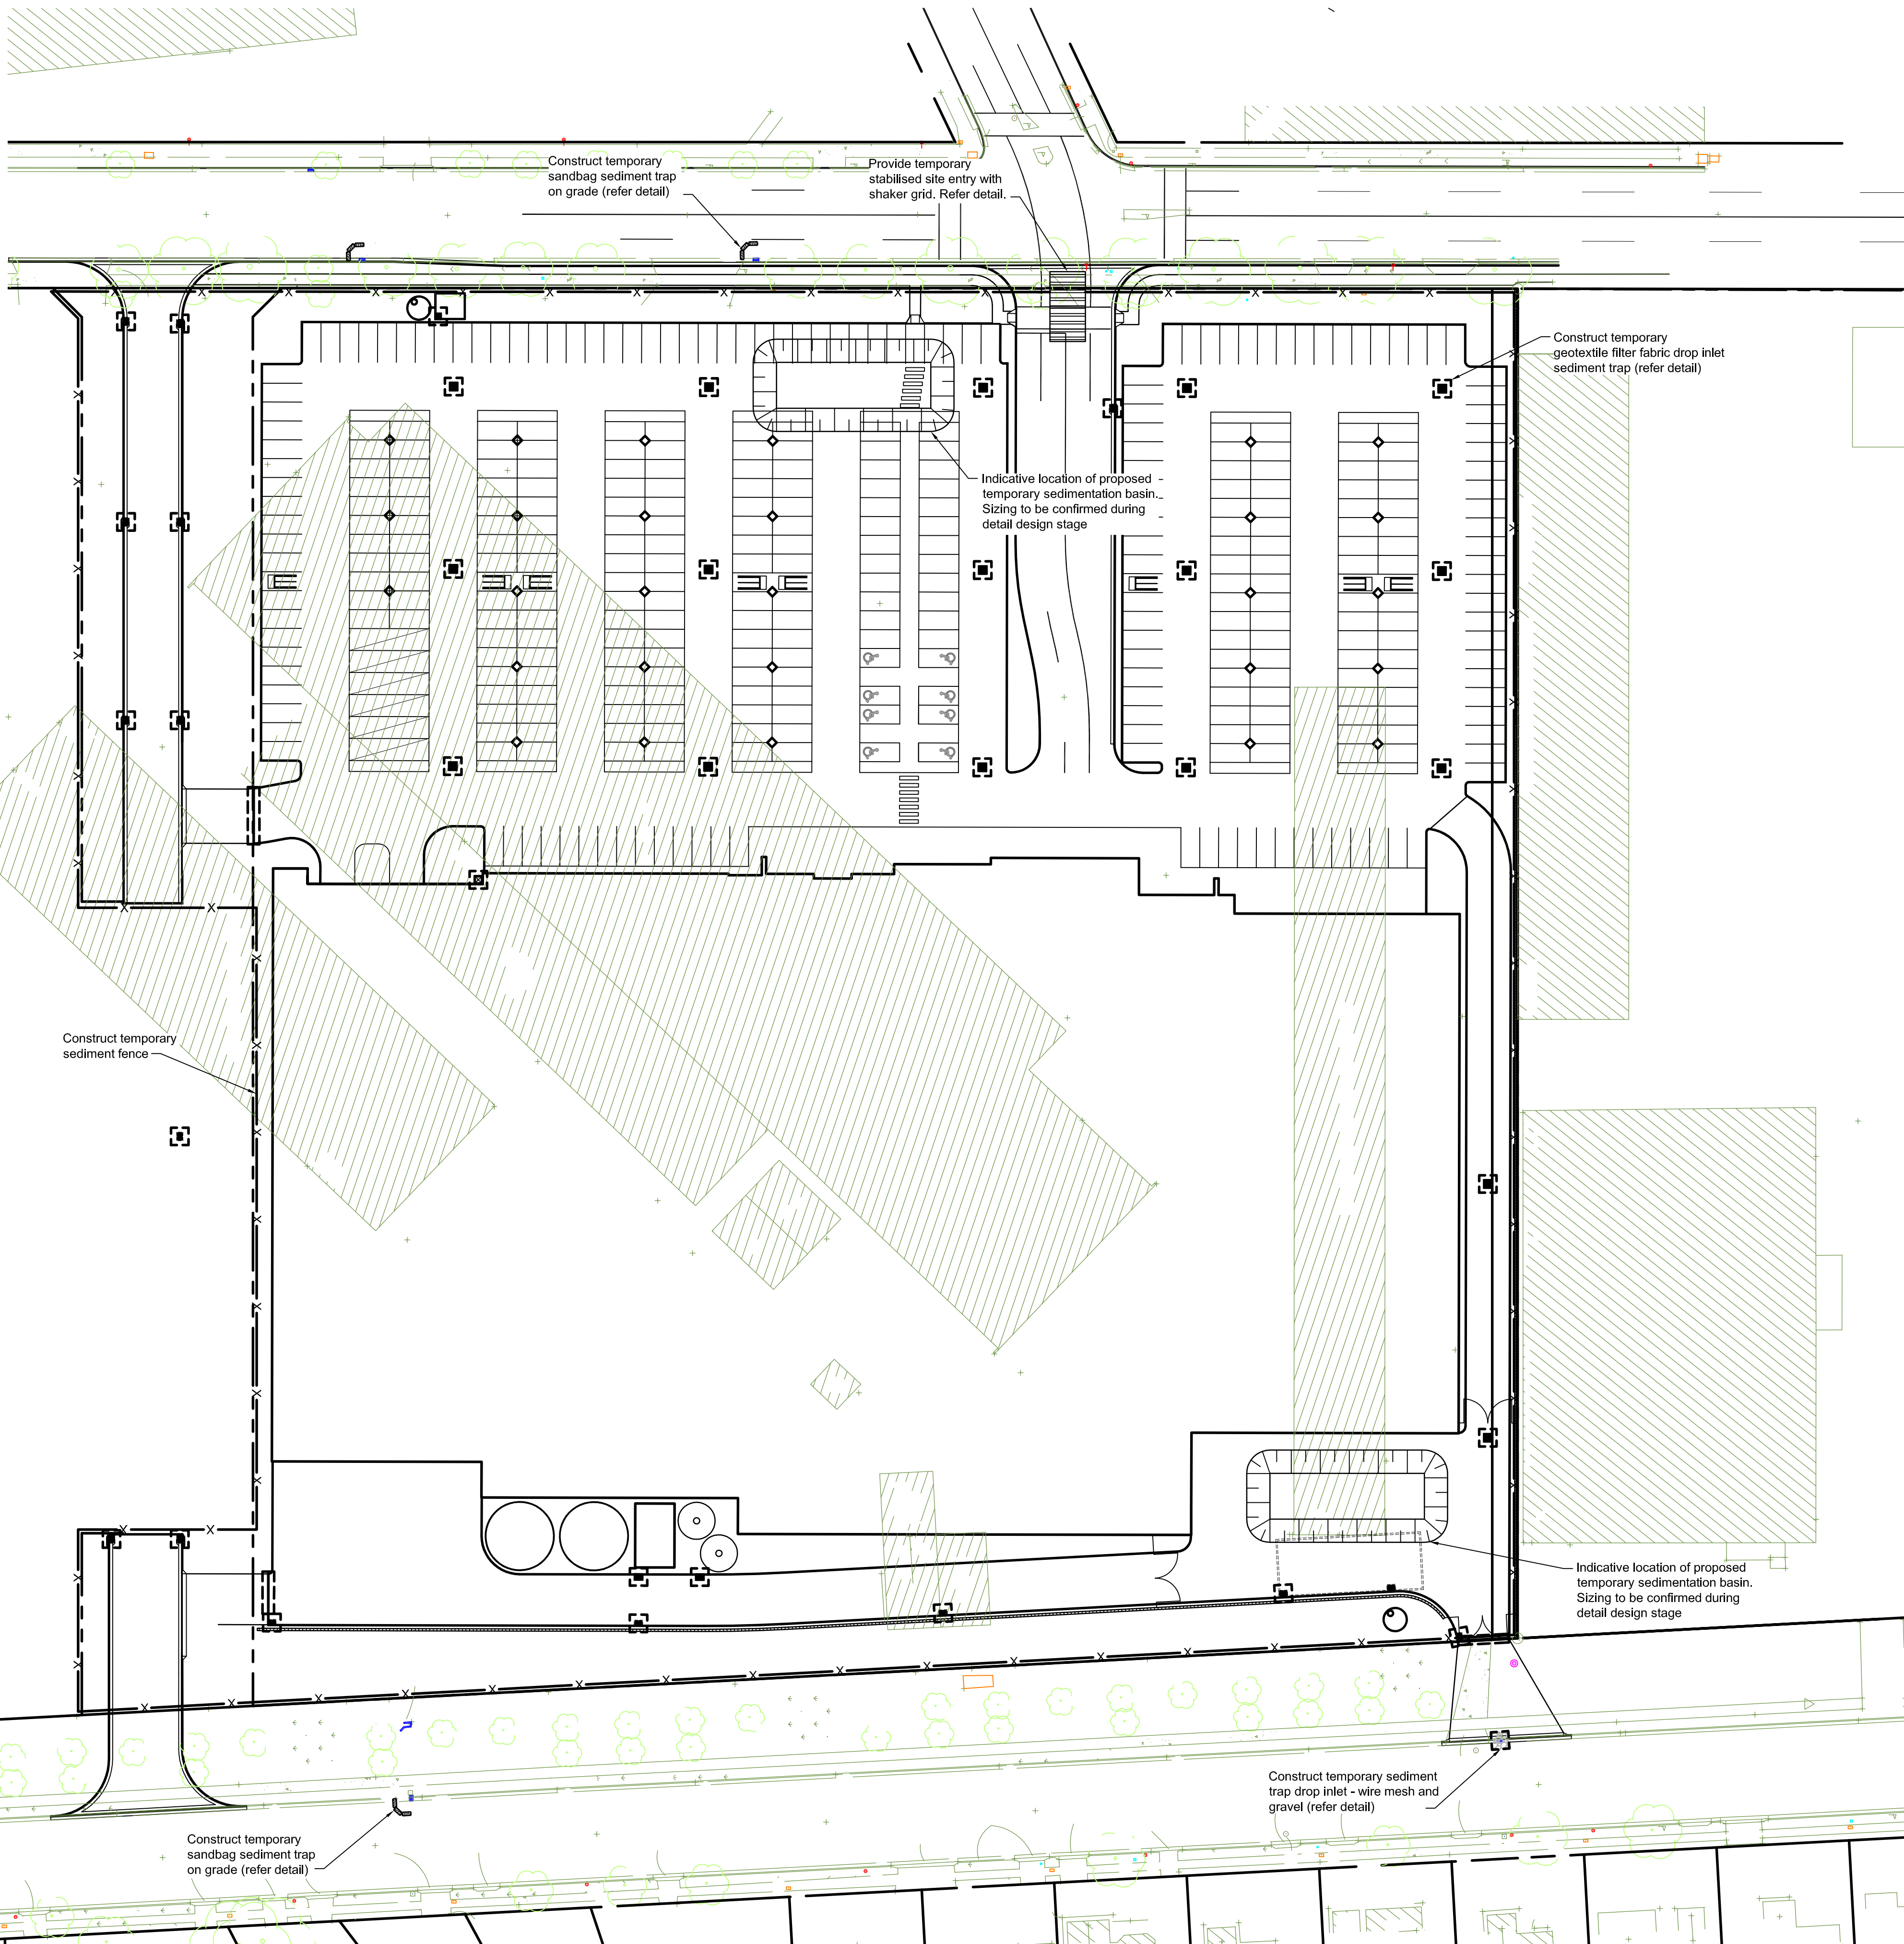 Construct temporary
sandbag sediment trap
on grade (refer detail)
Provide temporary
stabilised site entry with
shaker grid. Refer detail.
Construct temporary
geotextile filter fabric drop inlet
sediment trap (refer detail)
Indicative location of proposed
temporary sedimentation basin.
Sizing to be confirmed during
detail design stage
Construct temporary
sediment fence
Indicative location of proposed
temporary sedimentation basin.
Sizing to be confirmed during
detail design stage
Construct temporary sediment
trap drop inlet - wire mesh and
gravel (refer detail)
Construct temporary
sandbag sediment trap
on grade (refer detail)